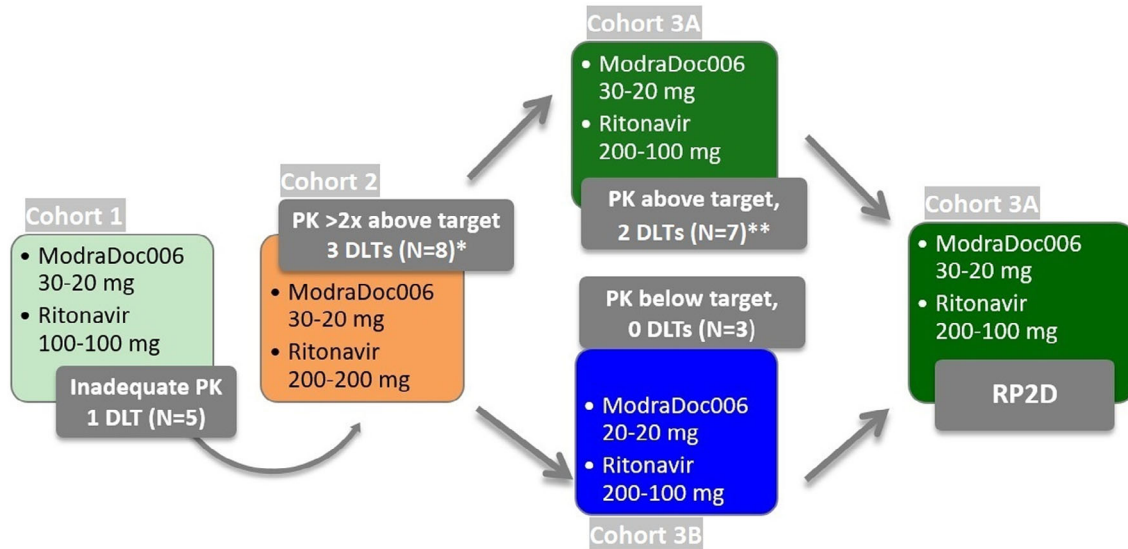 Cohort 1
• ModraDoc006
30-20 mg
• Ritonavir
100-100 mg
Inadequate PK
1 DLT (N=5)
Cohort 2
PK >2x above target
3 DLTs (N=8)*
• ModraDoc006
30-20 mg
• Ritonavir
200-200 mg
Cohort 3A
• ModraDoc006
30-20 mg
• Ritonavir
200-100 mg
PK above target,
2 DLTs (N=7)**
PK below target,
0 DLTs (N=3)
• ModraDoc006
20-20 mg
• Ritonavir
200-100 mg
Cohort 3B
Cohort 3A
• ModraDoc006
30-20 mg
• Ritonavir
200-100 mg
RP2D